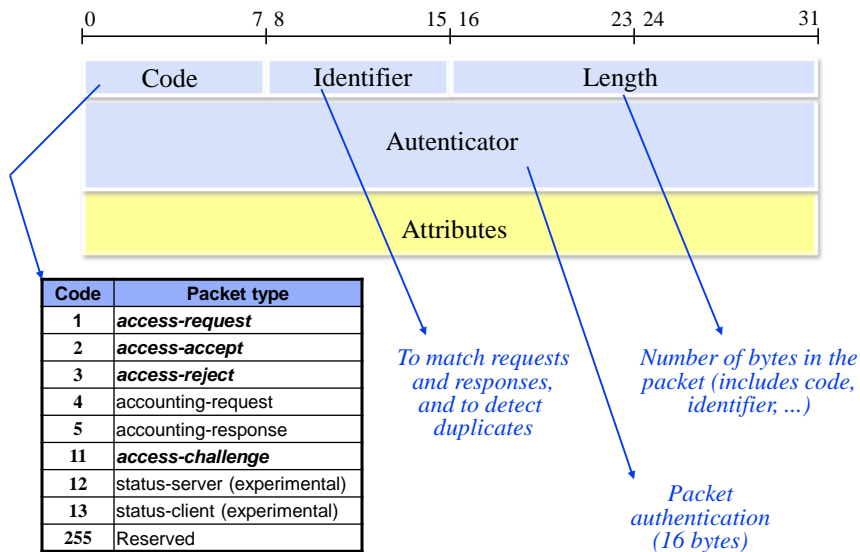 0 7 8 15 16 23 24 31
Code Identifier Length
Autenticator
Attributes
Code Packet type
1 access-request
2 access-accept
3 access-reject
4 accounting-request
5 accounting-response
11 access-challenge
12 status-server (experimental)
13 status-client (experimental)
255 Reserved
To match requests
and responses,
and to detect
duplicates
Number of bytes in the
packet (includes code,
identifier, ...)
Packet
authentication
(16 bytes)